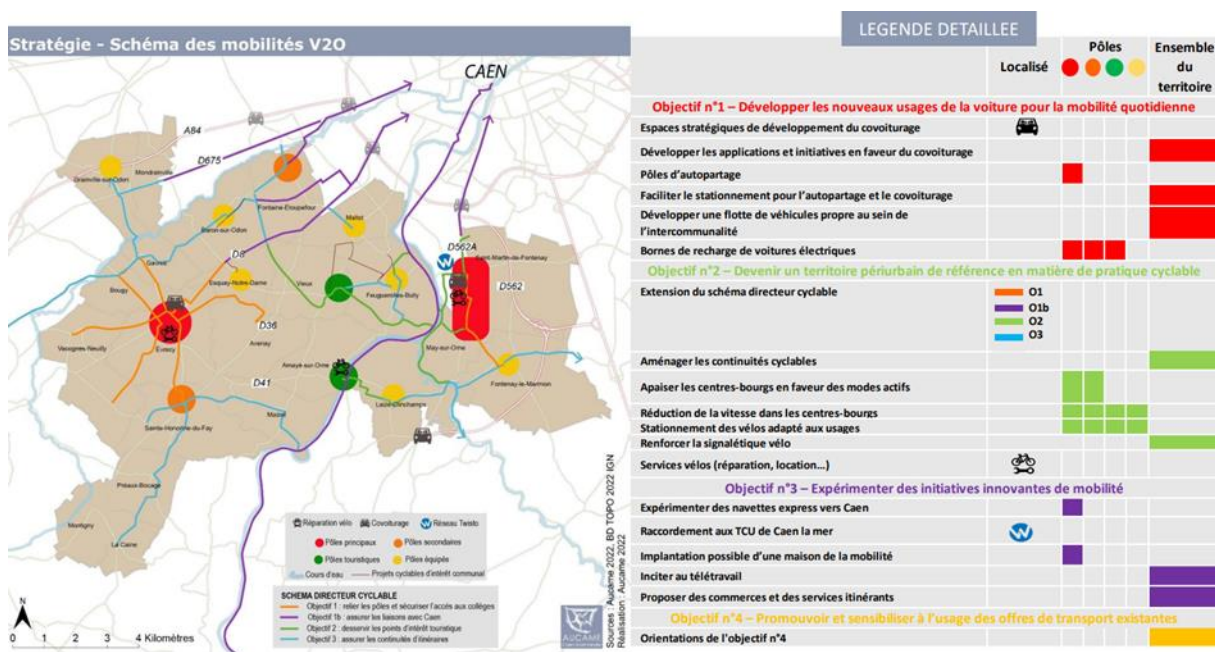 Stratégie - Schéma des mobilités V2O
CAEN
A84
D675
Grainville-sur-Odon
Mondrainville
Fontaine-Etoupefour
Baron-sur-Odon
Maltot
D8
D562A
Saint-Martin-de-Fontenay
Gavrus
Esquay-Notre-Dame
Vieux
Feuguerolles-Bully
D562
Bougy
D36
Vacognes-Neuilly
Evrecy
Avenay
May-sur-Orne
Amayé-sur-Orne
Fontenay-le-Marmion
D41
Laize-Clinchamps
Maizet
Sainte-Honorine-du-Fay
Préaux-Bocage
Montigny
La Caine
Réparation vélo
Covoiturage
Réseau Twisto
Pôles principaux
Pôles secondaires
Pôles touristiques
Pôles équipés
Cours d'eau
Projets cyclables d'intérêt communal
SCHEMA DIRECTEUR CYCLABLE
Objectif 1 : relier les pôles et sécuriser l'accès aux collèges
Objectif 1b : assurer les liaisons avec Caen
Objectif 2 : desservir les points d'intérêt touristique
Objectif 3 : assurer les continuités d'itinéraires
N
0 1 2 3 4 Kilomètres
AUCAME
Sources : Aucame 2022, BD TOPO 2022 IGN
Réalisation : Aucame 2022
LEGENDE DETAILLEE
Localisé
Pôles
Ensemble
du
territoire
Objectif n°1 – Développer les nouveaux usages de la voiture pour la mobilité quotidienne
Espaces stratégiques de développement du covoiturage
Développer les applications et initiatives en faveur du covoiturage
Pôles d'autopartage
Faciliter le stationnement pour l'autopartage et le covoiturage
Développer une flotte de véhicules propre au sein de
l'intercommunalité
Bornes de recharge de voitures électriques
Objectif n°2 – Devenir un territoire périurbain de référence en matière de pratique cyclable
Extension du schéma directeur cyclable
O1
O1b
O2
O3
Aménager les continuités cyclables
Apaiser les centres-bourgs en faveur des modes actifs
Réduction de la vitesse dans les centres-bourgs
Stationnement des vélos adapté aux usages
Renforcer la signalétique vélo
Services vélos (réparation, location...)
Objectif n°3 – Expérimenter des initiatives innovantes de mobilité
Expérimenter des navettes express vers Caen
Raccordement aux TCU de Caen la mer
Implantation possible d'une maison de la mobilité
Inciter au télétravail
Proposer des commerces et des services itinérants
Objectif n°4 – Promouvoir et sensibiliser à l'usage des offres de transport existantes
Orientations de l'objectif n°4